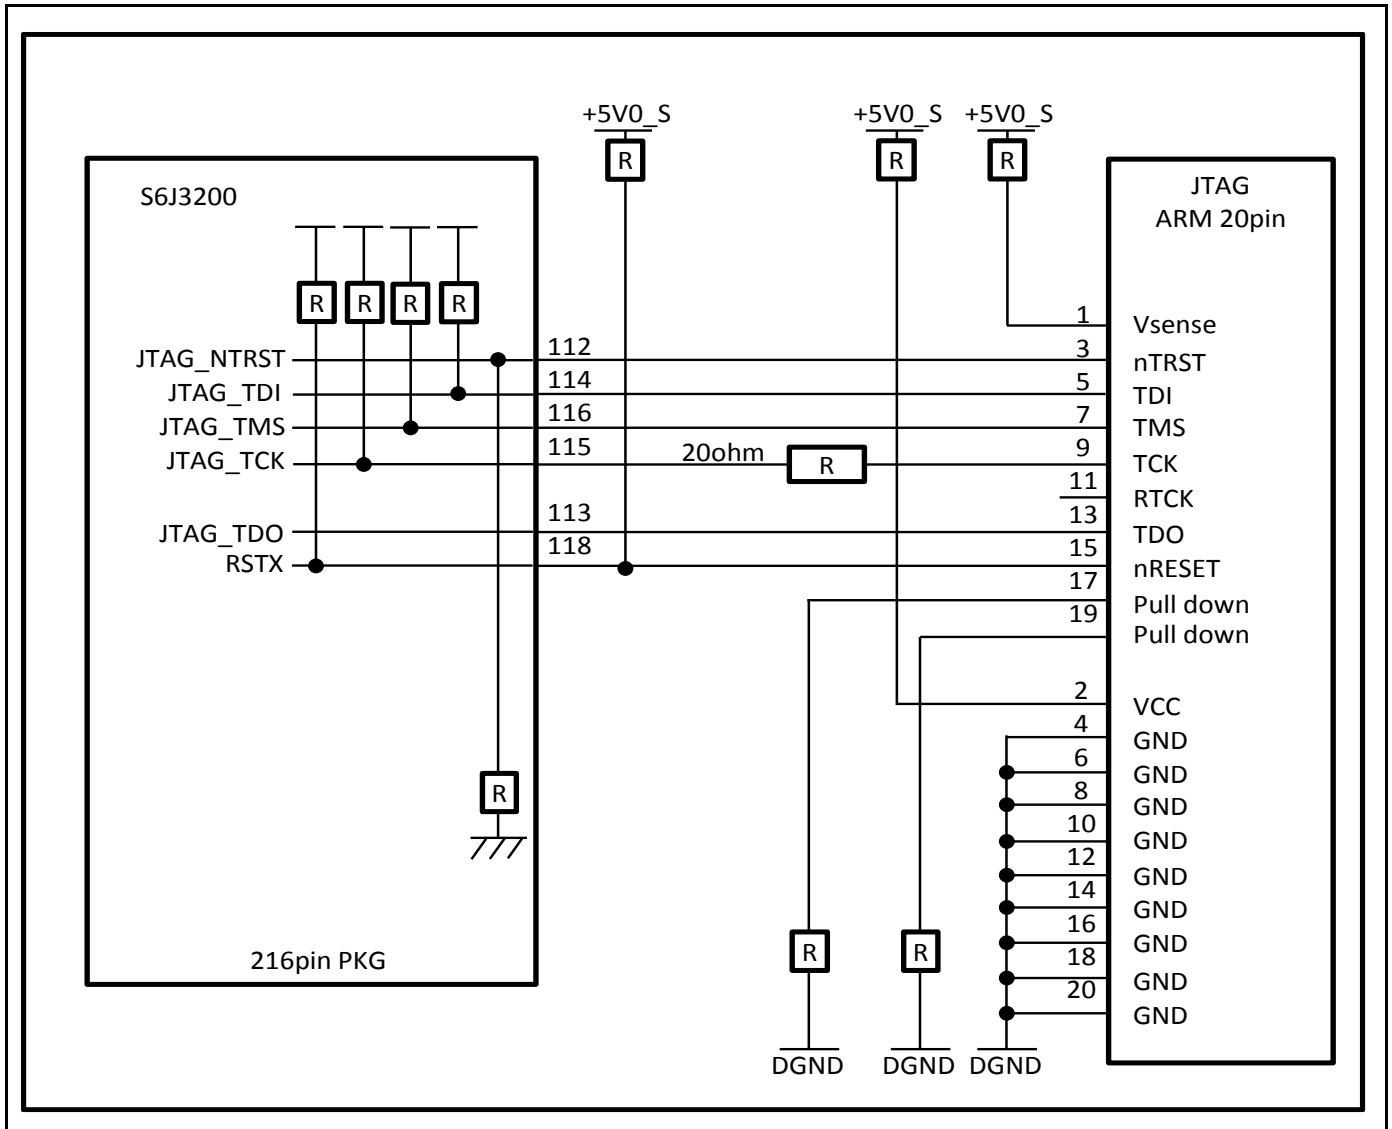 +5V0_S
+5V0_S
+5V0_S
R
R
R
S6J3200
JTAG
ARM 20pin
R
R
R
R
JTAG_NTRST
JTAG_TDI
JTAG_TMS
JTAG_TCK
JTAG_TDO
RSTX
112
114
116
115
113
118
20ohm
R
1
3
5
7
9
11
13
15
17
19
2
4
6
8
10
12
14
16
18
20
Vsense
nTRST
TDI
TMS
TCK
RTCK
TDO
nRESET
Pull down
Pull down
VCC
GND
GND
GND
GND
GND
GND
GND
GND
GND
R
R
R
216pin PKG
DGND
DGND
DGND